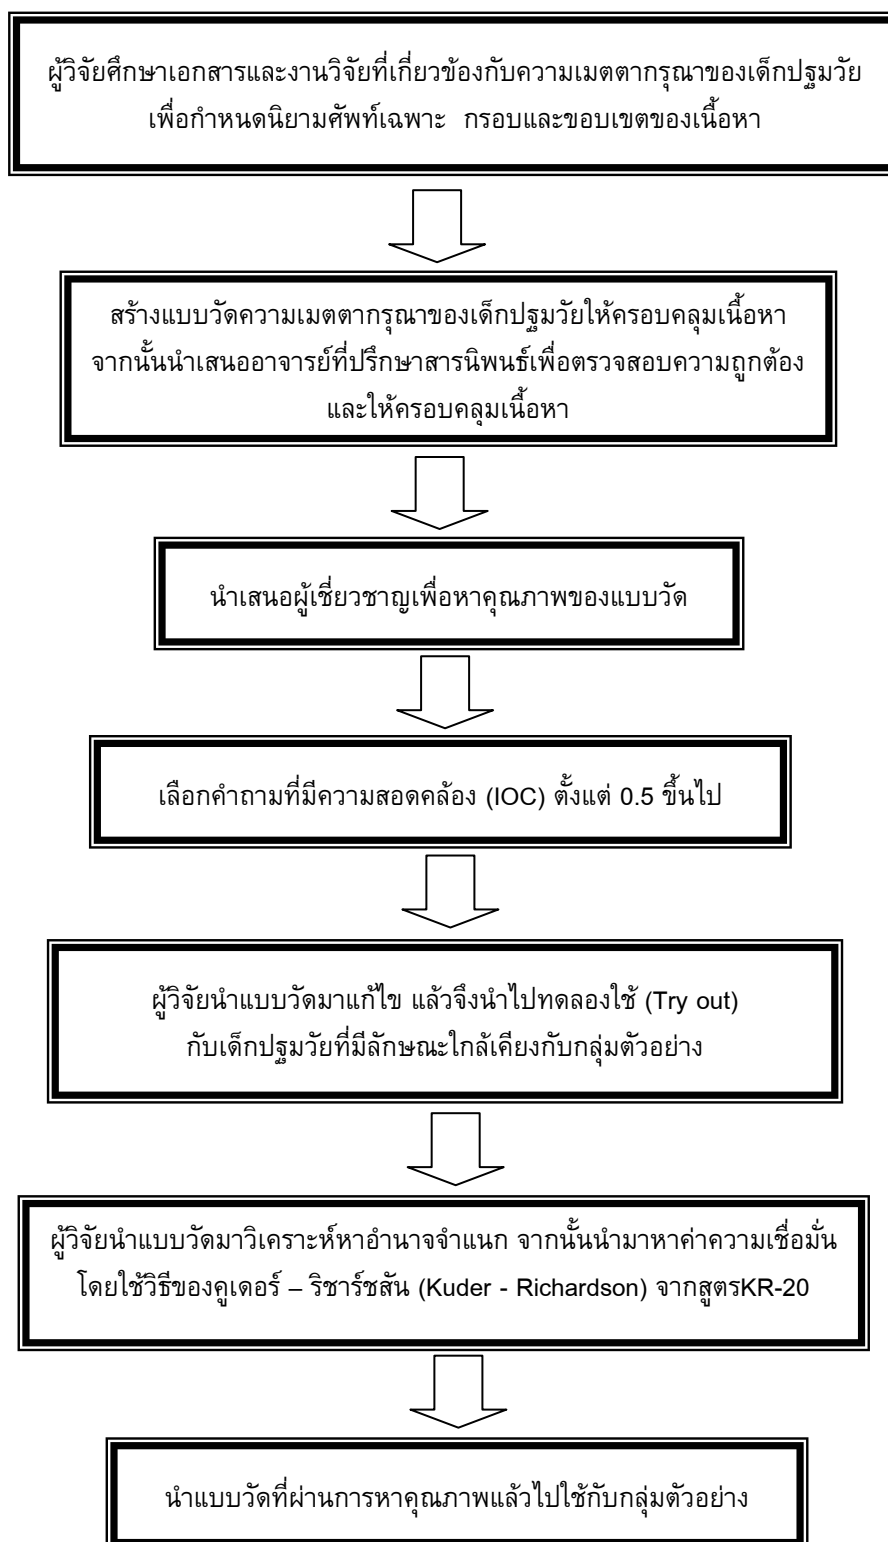 ผู้วิจัยศึกษาเอกสารและงานวิจัยที่เกี่ยวข้องกับความเมตตากรุณาของเด็กปฐมวัย
เพื่อกำหนดนิยามศัพท์เฉพาะ กรอบและขอบเขตของเนื้อหา
สร้างแบบวัดความเมตตากรุณาของเด็กปฐมวัยให้ครอบคลุมเนื้อหา
จากนั้นนำเสนออาจารย์ที่ปรึกษาสารนิพนธ์เพื่อตรวจสอบความถูกต้อง
และให้ครอบคลุมเนื้อหา
นำเสนอผู้เชี่ยวชาญเพื่อหาคุณภาพของแบบวัด
เลือกคำถามที่มีความสอดคล้อง (IOC) ตั้งแต่ 0.5 ขึ้นไป
ผู้วิจัยนำแบบวัดมาแก้ไข แล้วจึงนำไปทดลองใช้ (Try out)
กับเด็กปฐมวัยที่มีลักษณะใกล้เคียงกับกลุ่มตัวอย่าง
ผู้วิจัยนำแบบวัดมาวิเคราะห์หาอำนาจจำแนก จากนั้นนำมาหาค่าความเชื่อมั่น
โดยใช้วิธีของคูเดอร์ – ริชาร์ชสัน (Kuder - Richardson) จากสูตรKR-20
นำแบบวัดที่ผ่านการหาคุณภาพแล้วไปใช้กับกลุ่มตัวอย่าง